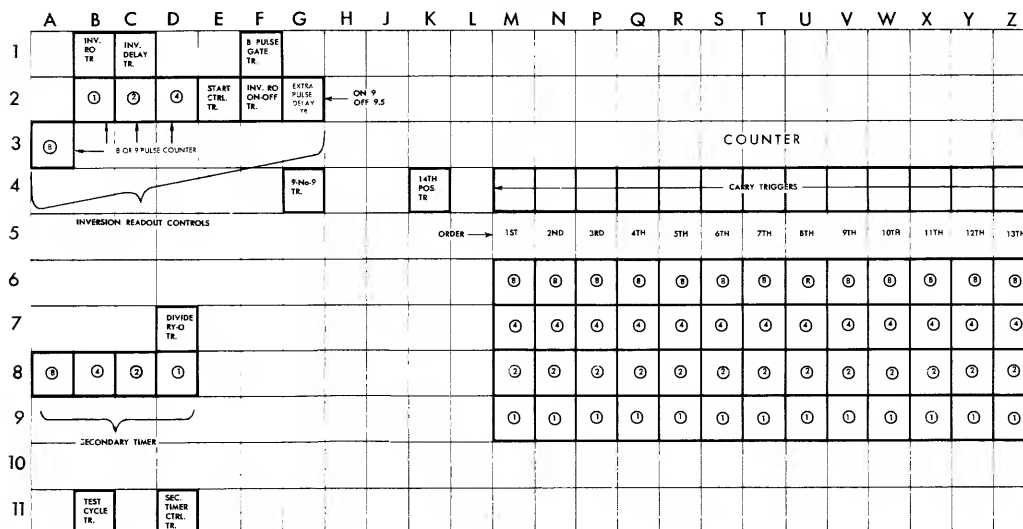 A B C D E F G H J K L M N P Q R S T U V W X Y Z
1
INV. RO TR
INV. DELAY TR.
B PULSE GATE TR.
2
1 2 4
START CTRL. TR.
INV. RO ON-OFF TR.
EXTRA PULSE DELAY TR
ON 9
OFF 9.5
3
8
8 OR 9 PULSE COUNTER
COUNTER
4
9-No-9 TR.
14TH POS. TR
CARRY TRIGGERS
INVERSION READOUT CONTROLS
5
ORDER
1ST 2ND 3RD 4TH 5TH 6TH 7TH 8TH 9TH 10TH 11TH 12TH 13TH
6
8 8 8 8 8 8 8 8 8 8 8 8 8
7
DIVIDE RY-O TR.
4 4 4 4 4 4 4 4 4 4 4 4 4
8
8 4 2 1
2 2 2 2 2 2 2 2 2 2 2 2 2
9
1 1 1 1 1 1 1 1 1 1 1 1 1
SECONDARY TIMER
10
11
TEST CYCLE TR.
SEC. TIMER CTRL. TR.